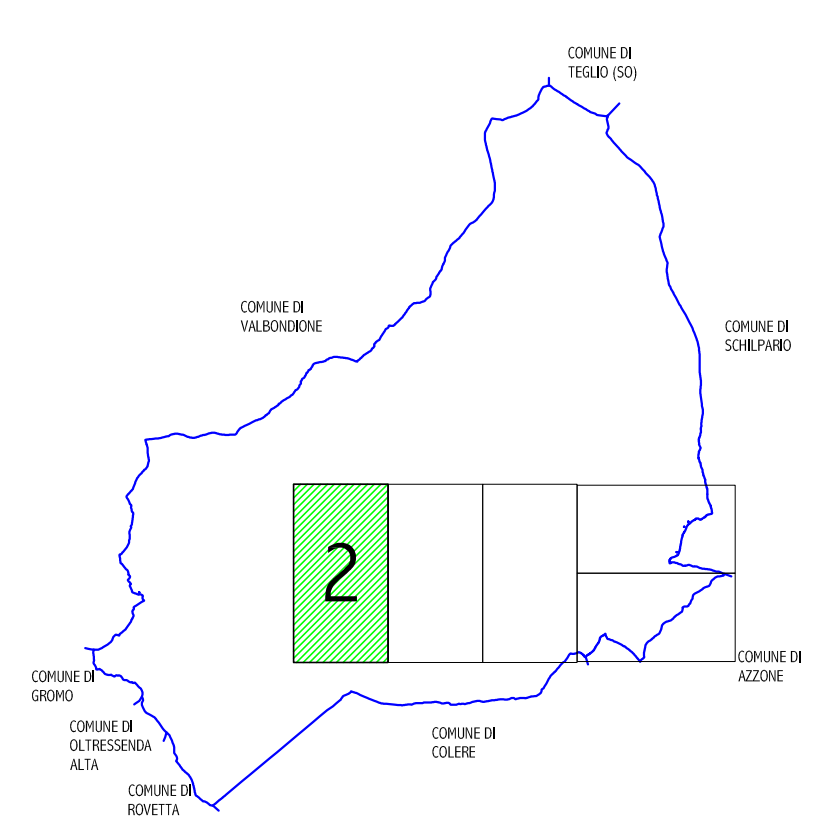 COMUNE DI
TEGLIO (SO)
COMUNE DI
VALBONDIONE
COMUNE DI
SCHILPARIO
2
COMUNE DI
AZZONE
COMUNE DI
GROMO
COMUNE DI
OLTRESSENDA
ALTA
COMUNE DI
COLERE
COMUNE DI
ROVETTA